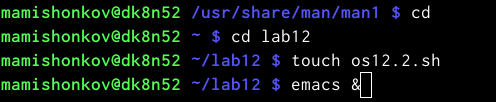 mamishonkov@dk8n52 /usr/share/man/man1 $ cd
mamishonkov@dk8n52 ~ $ cd lab12
mamishonkov@dk8n52 ~/lab12 $ touch os12.2.sh
mamishonkov@dk8n52 ~/lab12 $ emacs &